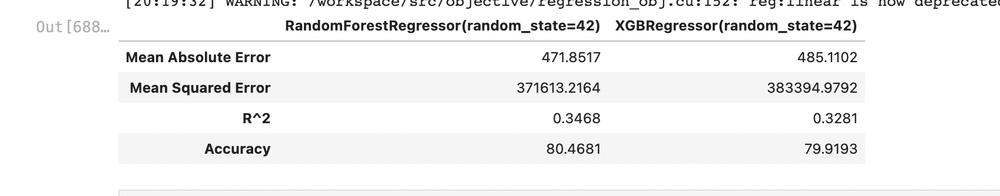 [20:19:32] WARNING: /workspace/src/objective/regression_obj.cu:152: reg:linear is now deprecated
Out[688…
RandomForestRegressor(random_state=42) XGBRegressor(random_state=42)
Mean Absolute Error 471.8517 485.1102
Mean Squared Error 371613.2164 383394.9792
R^2 0.3468 0.3281
Accuracy 80.4681 79.9193